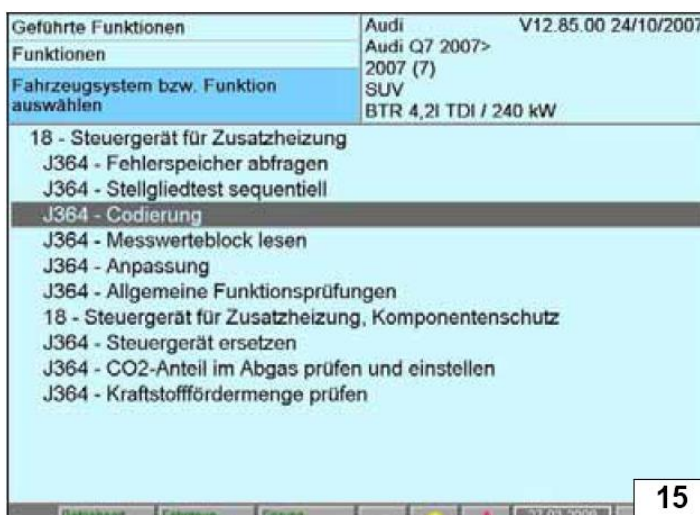 Geführte Funktionen
Funktionen
Fahrzeugsystem bzw. Funktion
auswählen
Audi V12.85.00 24/10/2007
Audi Q7 2007>
2007 (7)
SUV
BTR 4,2l TDI / 240 kW
18 - Steuergerät für Zusatzheizung
J364 - Fehlerspeicher abfragen
J364 - Stellgliedtest sequentiell
J364 - Codierung
J364 - Messwerteblock lesen
J364 - Anpassung
J364 - Allgemeine Funktionsprüfungen
18 - Steuergerät für Zusatzheizung, Komponentenschutz
J364 - Steuergerät ersetzen
J364 - CO2-Anteil im Abgas prüfen und einstellen
J364 - Kraftstofffördermenge prüfen
15